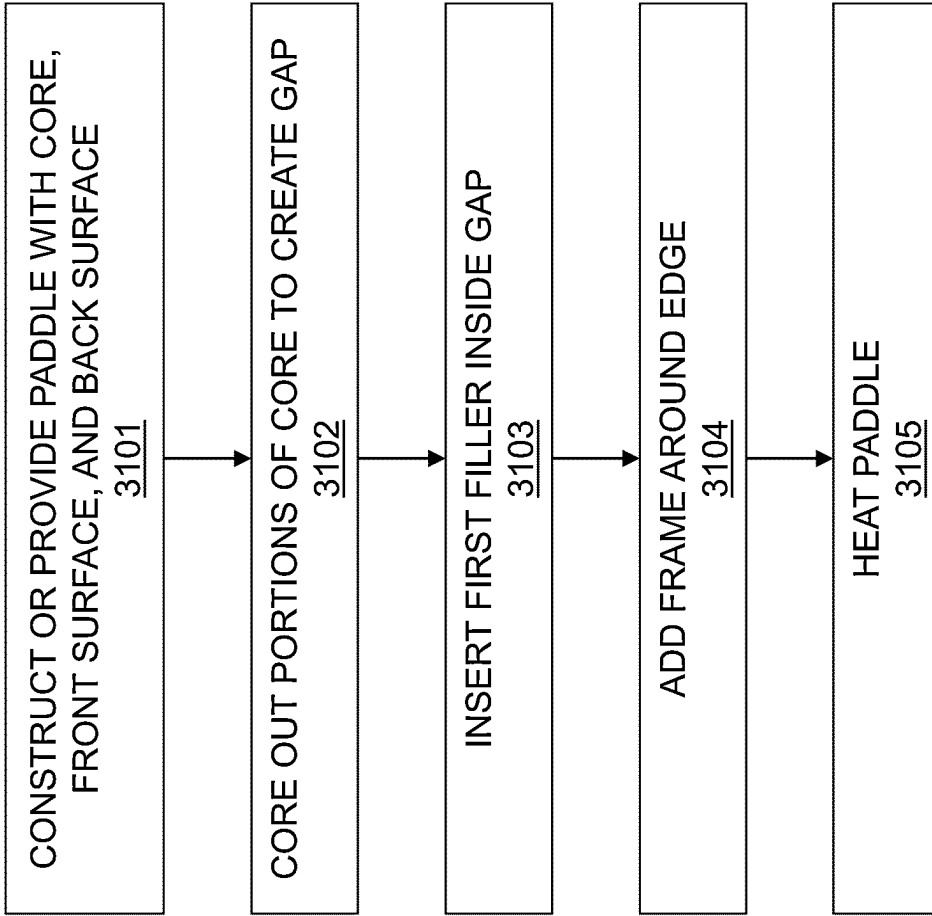 CONSTRUCT OR PROVIDE PADDLE WITH CORE,
FRONT SURFACE, AND BACK SURFACE
3101
CORE OUT PORTIONS OF CORE TO CREATE GAP
3102
INSERT FIRST FILLER INSIDE GAP
3103
ADD FRAME AROUND EDGE
3104
HEAT PADDLE
3105